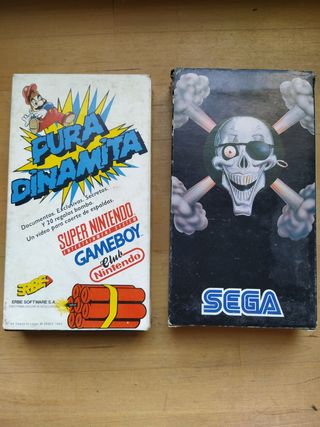 PURA
DINAMITA
Documentos. Exclusivas. Secretos.
Y 20 regalos bomba.
Un vídeo para caerte de espaldas.
SUPER NINTENDO
ENTERTAINMENT SYSTEM
GAMEBOY
Club
Nintendo
ERBE
ERBE SOFTWARE S.A.
SEGA